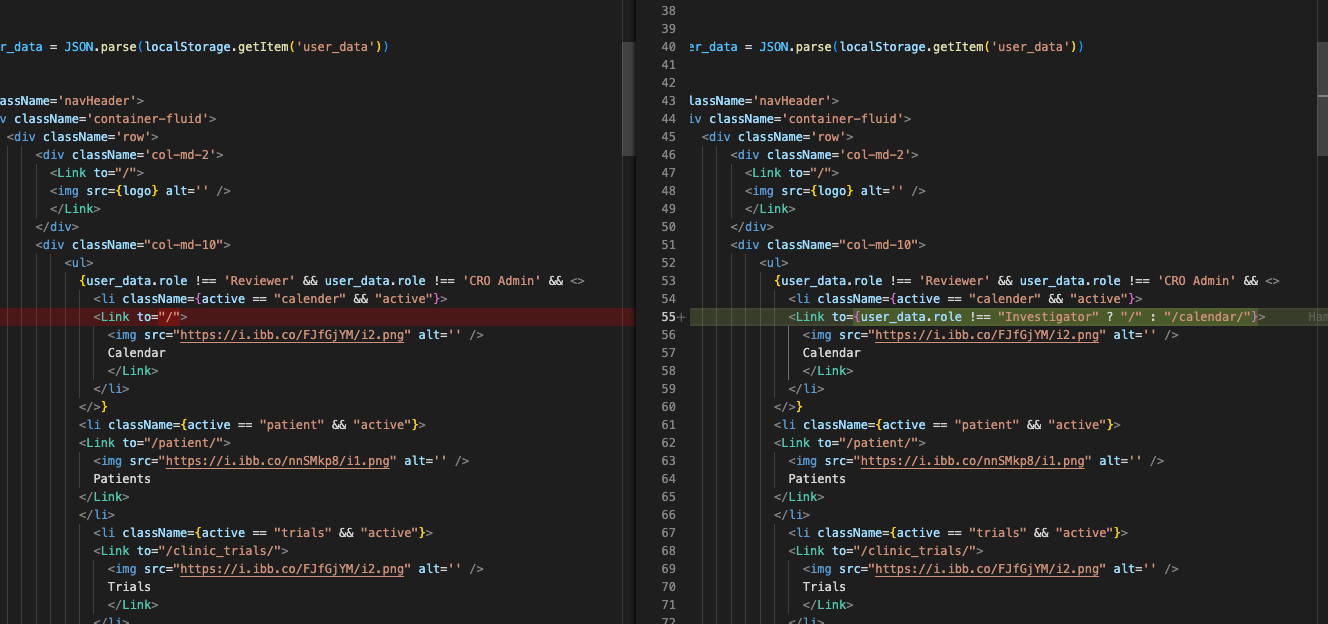 r_data = JSON.parse(localStorage.getItem('user_data'))
assName='navHeader'>
v className='container-fluid'>
<div className='row'>
<div className='col-md-2'>
<Link to="/">
<img src={logo} alt='' />
</Link>
</div>
<div className="col-md-10">
<ul>
{user_data.role !== 'Reviewer' && user_data.role !== 'CRO Admin' && <>
<li className={active == "calender" && "active"}>
<Link to="/">
<img src="https://i.ibb.co/FJfGjYM/i2.png" alt='' />
Calendar
</Link>
</li>
</>}
<li className={active == "patient" && "active"}>
<Link to="/patient/">
<img src="https://i.ibb.co/nnSMkp8/i1.png" alt='' />
Patients
</Link>
</li>
<li className={active == "trials" && "active"}>
<Link to="/clinic_trials/">
<img src="https://i.ibb.co/FJfGjYM/i2.png" alt='' />
Trials
</Link>
</li>
38
39
40 er_data = JSON.parse(localStorage.getItem('user_data'))
41
42
43 lassName='navHeader'>
44 iv className='container-fluid'>
45 <div className='row'>
46 <div className='col-md-2'>
47 <Link to="/">
48 <img src={logo} alt='' />
49 </Link>
50 </div>
51 <div className="col-md-10">
52 <ul>
53 {user_data.role !== 'Reviewer' && user_data.role !== 'CRO Admin' && <>
54 <li className={active == "calender" && "active"}>
55+ <Link to={user_data.role !== "Investigator" ? "/" : "/calendar/"}> Ham
56 <img src="https://i.ibb.co/FJfGjYM/i2.png" alt='' />
57 Calendar
58 </Link>
59 </li>
60 </>}
61 <li className={active == "patient" && "active"}>
62 <Link to="/patient/">
63 <img src="https://i.ibb.co/nnSMkp8/i1.png" alt='' />
64 Patients
65 </Link>
66 </li>
67 <li className={active == "trials" && "active"}>
68 <Link to="/clinic_trials/">
69 <img src="https://i.ibb.co/FJfGjYM/i2.png" alt='' />
70 Trials
71 </Link>
72 </li>